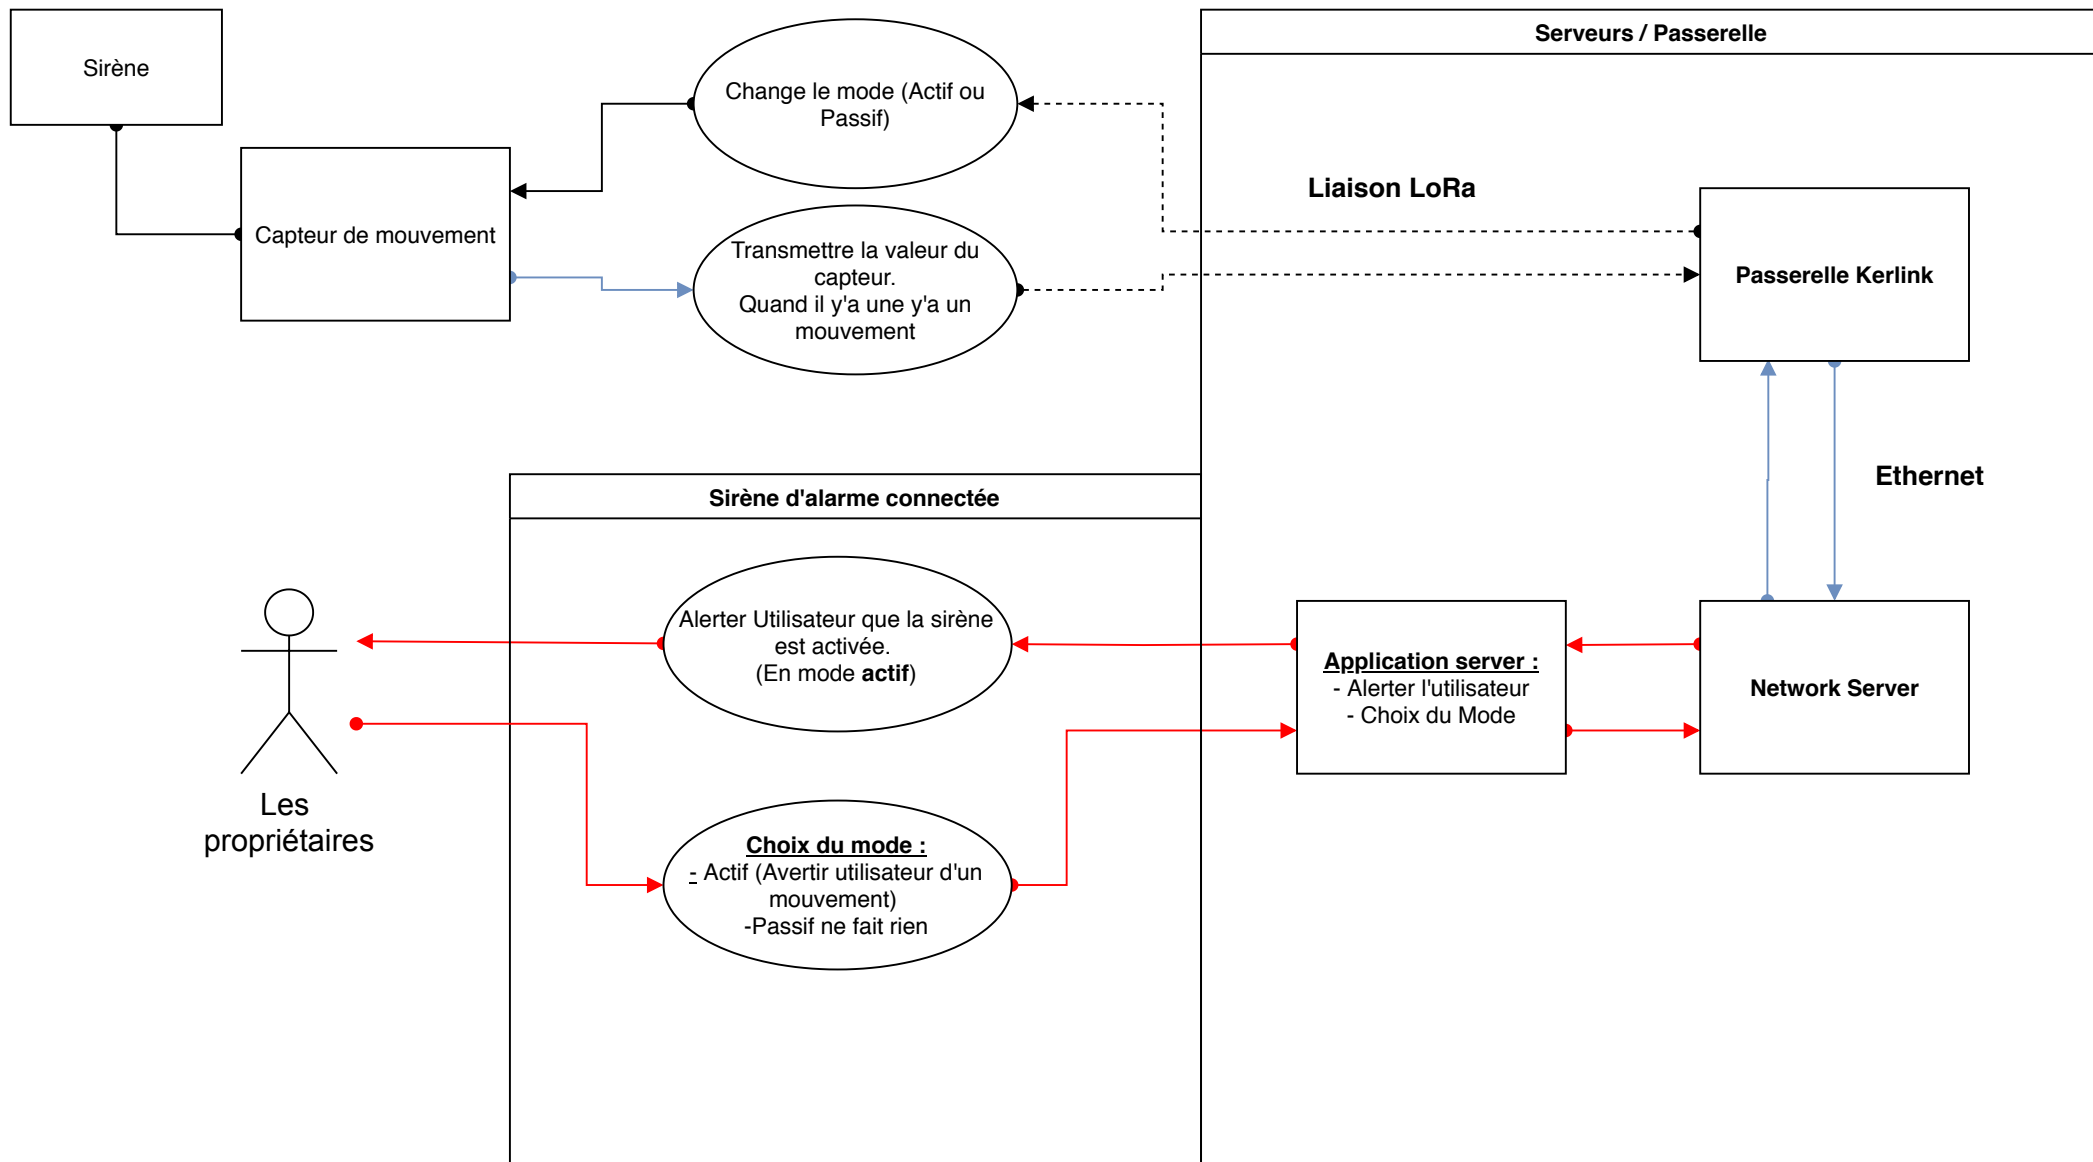 Sirène
Change le mode (Actif ou
Passif)
Serveurs / Passerelle
Capteur de mouvement
Transmettre la valeur du
capteur.
Quand il y'a une y'a un
mouvement
Liaison LoRa
Passerelle Kerlink
Ethernet
Sirène d'alarme connectée
Alerter Utilisateur que la sirène
est activée.
(En mode actif)
Application server :
- Alerter l'utilisateur
- Choix du Mode
Network Server
Les
propriétaires
Choix du mode :
- Actif (Avertir utilisateur d'un
mouvement)
-Passif ne fait rien